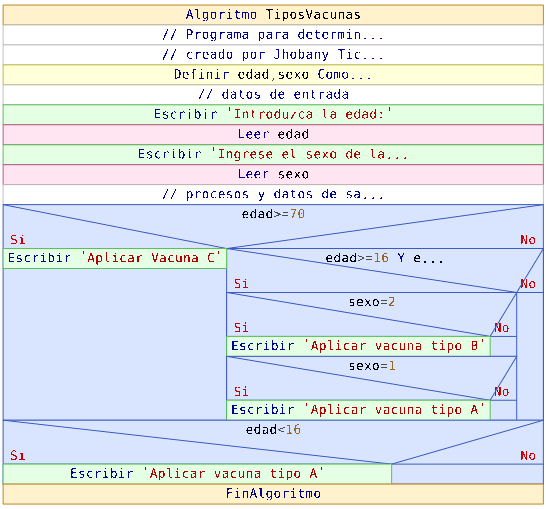 Algoritmo TiposVacunas
// Programa para determin...
// creado por Jhobany Tic...
Definir edad,sexo Como...
// datos de entrada
Escribir 'Introduzca la edad:'
Leer edad
Escribir 'Ingrese el sexo de la...
Leer sexo
// procesos y datos de sa...
edad>=70
Si No
Escribir 'Aplicar Vacuna C'
edad>=16 Y e...
Si No
sexo=2
Si No
Escribir 'Aplicar vacuna tipo B'
sexo=1
Si No
Escribir 'Aplicar vacuna tipo A'
edad<16
Si No
Escribir 'Aplicar vacuna tipo A'
FinAlgoritmo